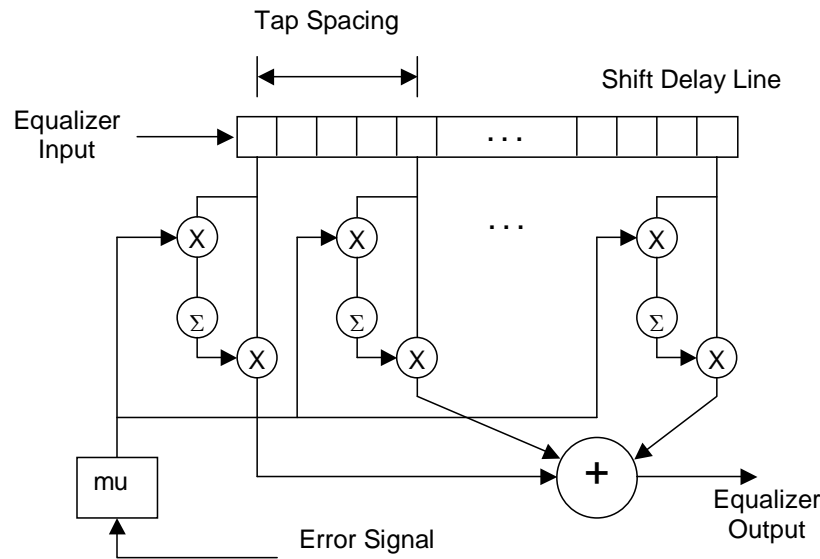 Tap Spacing
Shift Delay Line
Equalizer
Input
. . .
X
X
. . .
X
Σ
Σ
Σ
X
X
X
mu
+
Equalizer
Output
Error Signal